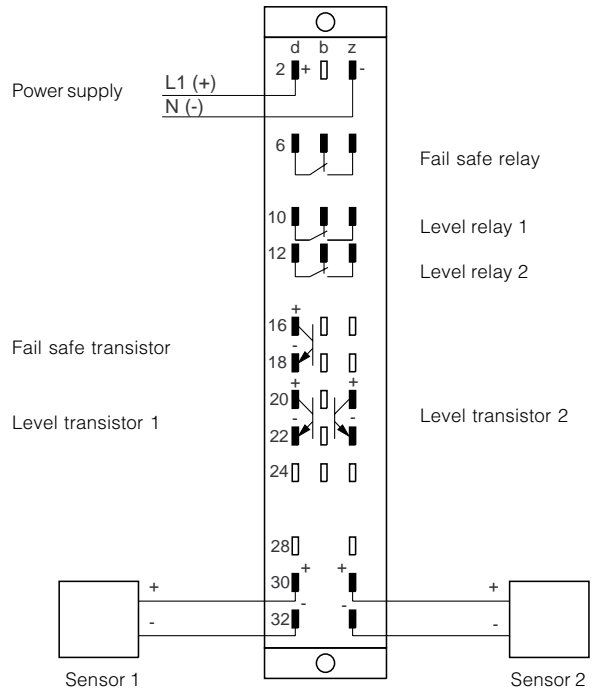 d b z
2 + -
L1 (+)
Power supply
N (-)
6
Fail safe relay
10
Level relay 1
12
Level relay 2
+
16
Fail safe transistor
-
18
+ +
20
Level transistor 1
Level transistor 2
- -
22
24
28
+ +
30
+ +
- -
32
- -
Sensor 1
Sensor 2